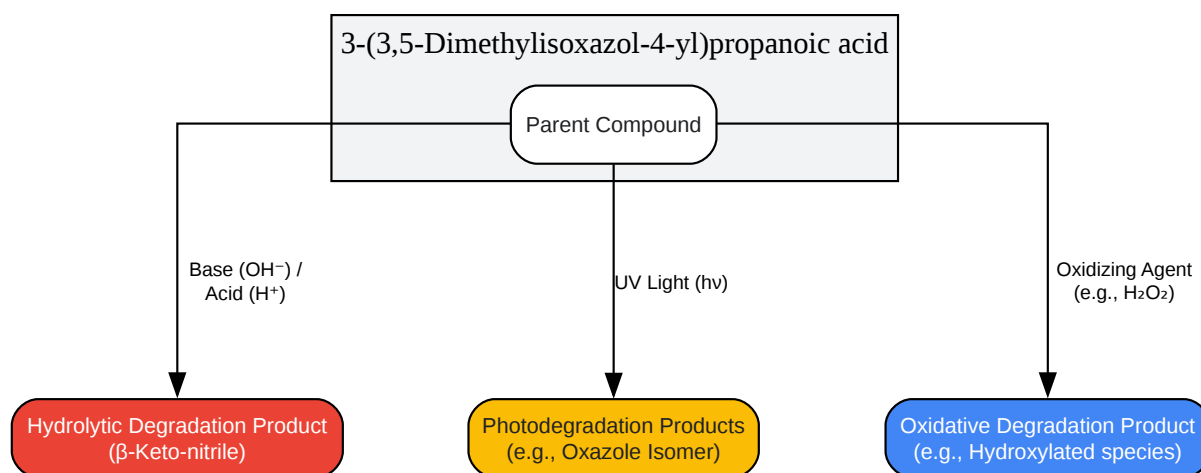 3-(3,5-Dimethylisoxazol-4-yl)propanoic acid
Parent Compound
Base (OH⁻) /
Acid (H⁺)
UV Light (hν)
Oxidizing Agent
(e.g., H₂O₂)
Hydrolytic Degradation Product
(β-Keto-nitrile)
Photodegradation Products
(e.g., Oxazole Isomer)
Oxidative Degradation Product
(e.g., Hydroxylated species)